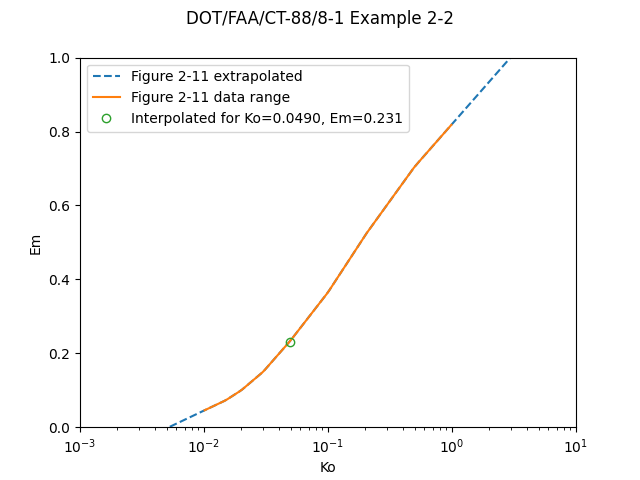 DOT/FAA/CT-88/8-1 Example 2-2
Figure 2-11 extrapolated
Figure 2-11 data range
Interpolated for Ko=0.0490, Em=0.231
1.0
0.8
0.6
0.4
0.2
0.0
Em
10⁻³ 10⁻² 10⁻¹ 10⁰ 10¹
Ko